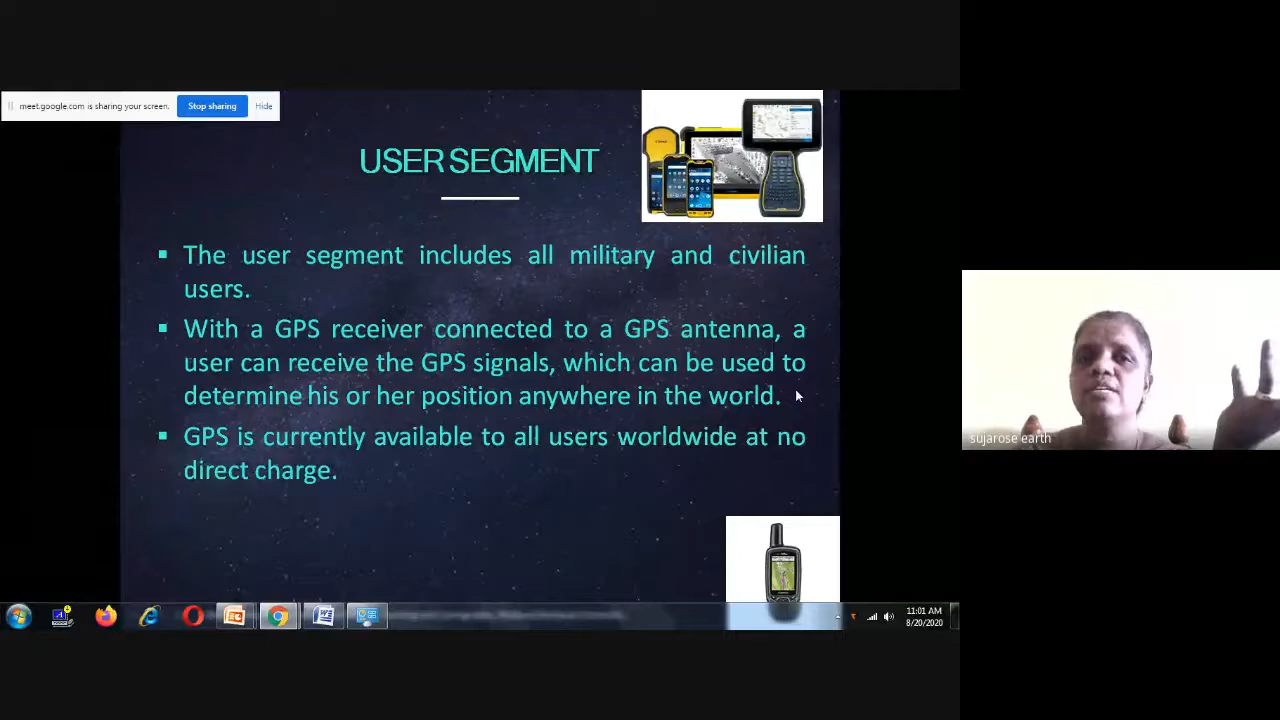 meet.google.com is sharing your screen.
Stop sharing
Hide
USER SEGMENT
▪ The user segment includes all military and civilian
users.
▪ With a GPS receiver connected to a GPS antenna, a
user can receive the GPS signals, which can be used to
determine his or her position anywhere in the world.
▪ GPS is currently available to all users worldwide at no
direct charge.
sujarose earth
11:01 AM
8/20/2020